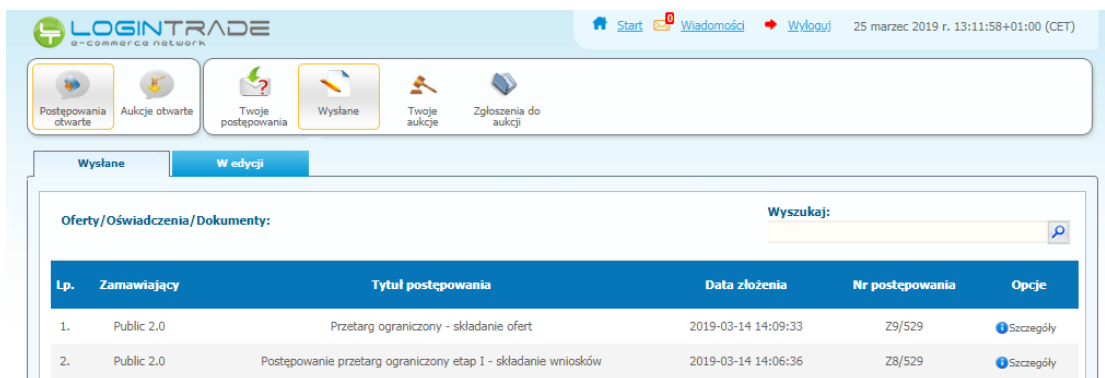 LOGINTRADE
e-commerce network
Start 0 Wiadomości Wyloguj 25 marzec 2019 r. 13:11:58+01:00 (CET)
Postępowania otwarte Aukcje otwarte Twoje postępowania Wysłane Twoje aukcje Zgłoszenia do aukcji
Wysłane W edycji
Oferty/Oświadczenia/Dokumenty: Wyszukaj:
Lp. Zamawiający Tytuł postępowania Data złożenia Nr postępowania Opcje
1. Public 2.0 Przetarg ograniczony - składanie ofert 2019-03-14 14:09:33 Z9/529 Szczegóły
2. Public 2.0 Postępowanie przetarg ograniczony etap I - składanie wniosków 2019-03-14 14:06:36 Z8/529 Szczegóły